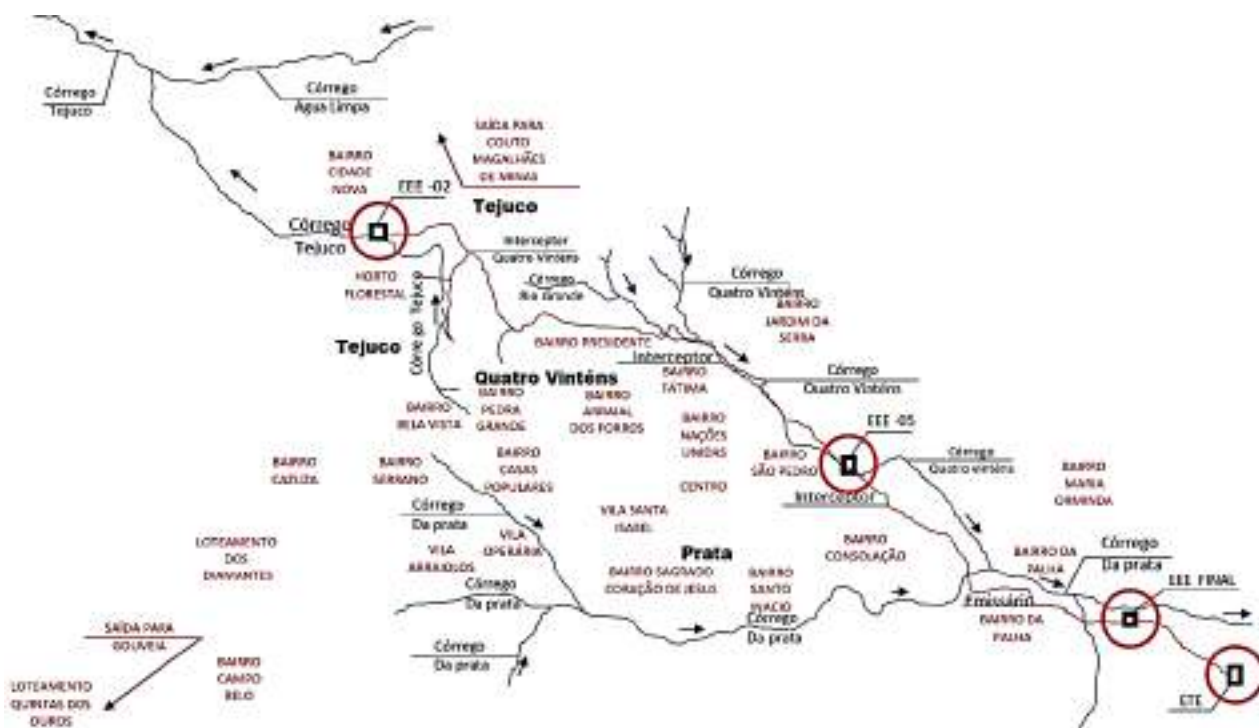 Córrego
Tejuco
Córrego
Água Limpa
SAÍDA PARA
COUTO
MAGALHÃES
DE MINAS
BAIRRO
CIDADE
NOVA
EEE -02
Tejuco
Córrego
Tejuco
Interceptor
Quatro Vinténs
HORTO
FLORESTAL
Córrego Tejuco
Córrego
Rio Grande
Córrego
Quatro Vinténs
BAIRRO
JARDIM DA
SERRA
Tejuco
BAIRRO PRESIDENTE
Interceptor
Quatro Vinténs
BAIRRO
FÁTIMA
Córrego
Quatro Vinténs
BAIRRO
BELA VISTA
BAIRRO
PEDRA
GRANDE
BAIRRO
ARRAIAL
DOS FORROS
BAIRRO
NAÇÕES
UNIDAS
EEE -05
BAIRRO
CAZUZA
BAIRRO
SERRANO
BAIRRO
CASAS
POPULARES
CENTRO
BAIRRO
SÃO PEDRO
Córrego
Quatro vinténs
BAIRRO
MARIA
ORMINDA
Interceptor
Córrego
Da prata
VILA SANTA
ISABEL
LOTEAMENTO
DOS
DIAMANTES
VILA
OPERÁRIA
VILA
ARRAIOLOS
Prata
BAIRRO
CONSOLAÇÃO
BAIRRO DA
PALHA
Córrego
Da prata
BAIRRO SAGRADO
CORAÇÃO DE JESUS
BAIRRO
SANTO
INÁCIO
EEE FINAL
Córrego
Da prata
Emissário
BAIRRO DA
PALHA
Córrego
Da prata
SAÍDA PARA
GOUVEIA
Córrego
Da prata
BAIRRO
CAMPO
BELO
LOTEAMENTO
QUINTAS DOS
OUROS
ETE